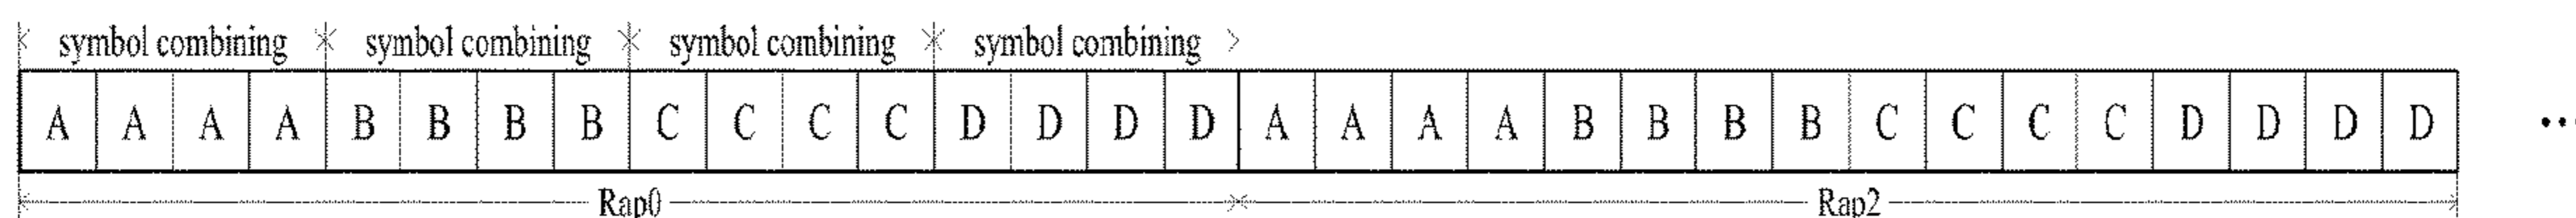 symbol combining symbol combining symbol combining symbol combining
A A A A B B B B C C C C D D D D A A A A B B B B C C C C D D D D ...
Rap0 Rap2